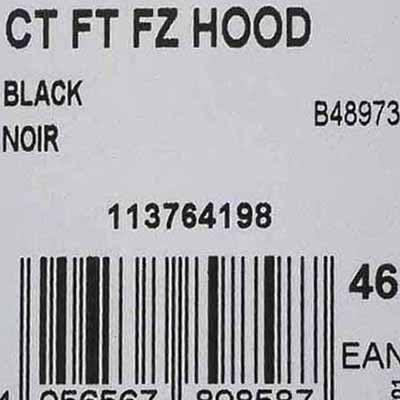 CT FT FZ HOOD
BLACK
NOIR
B48973
113764198
46
EAN